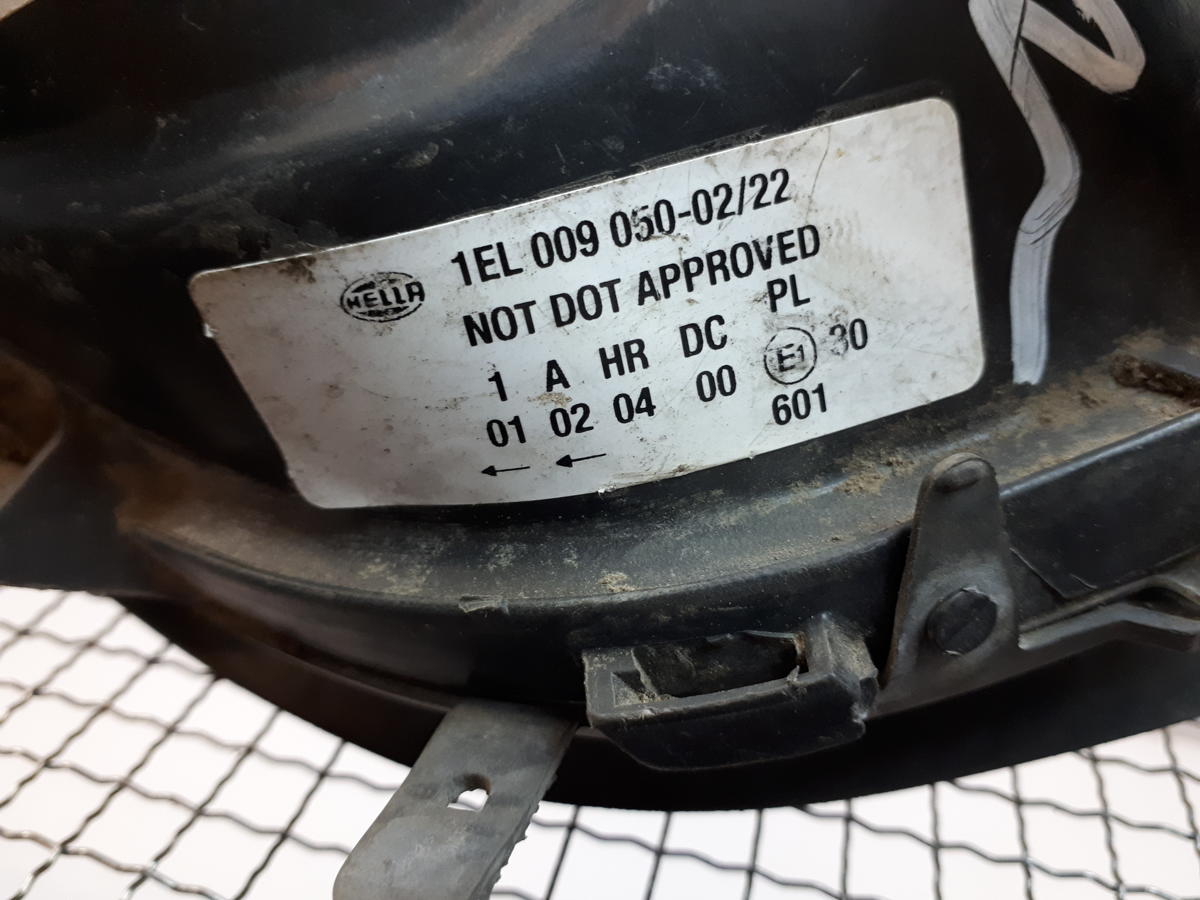 HELLA
1EL 009 050-02/22
NOT DOT APPROVED
1 A HR DC PL
01 02 04 00 E1 30
← ← 601